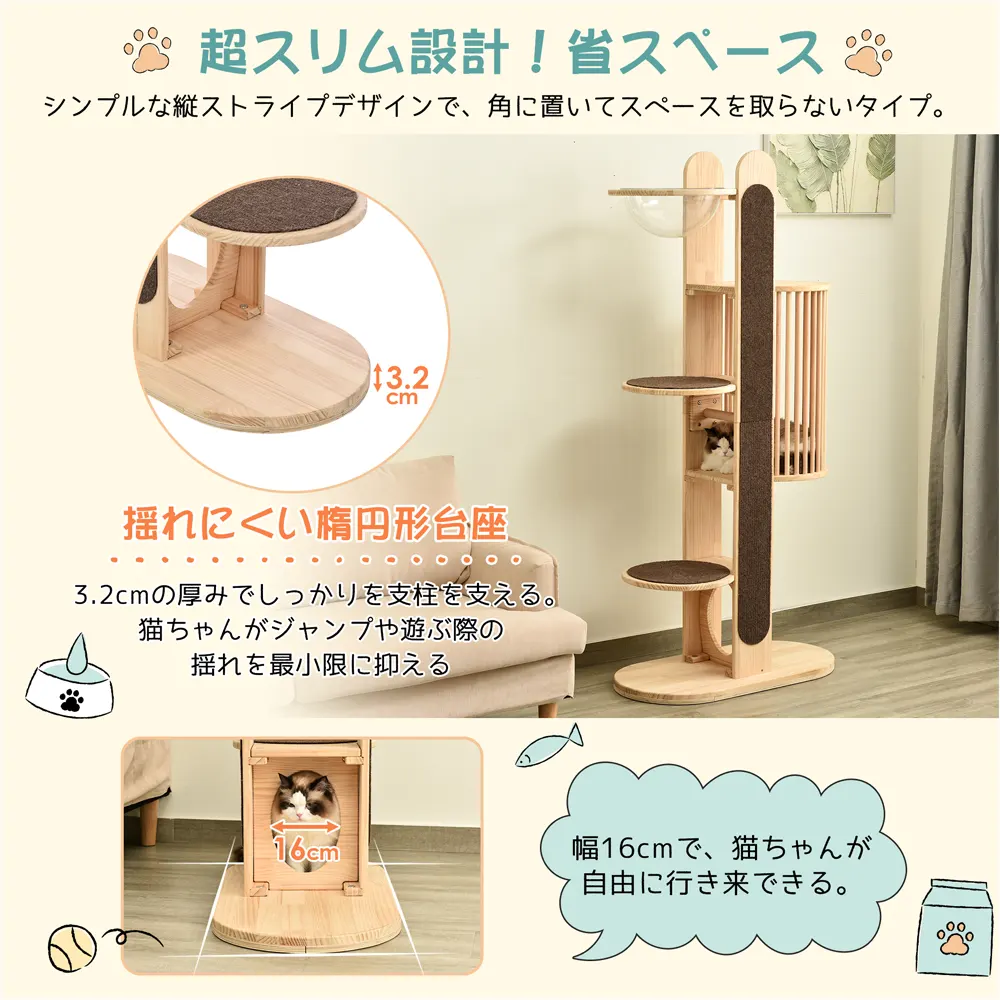 超スリム設計!省スペース
シンプルな縦ストライプデザインで、角に置いてスペースを取らないタイプ。
3.2
cm
揺れにくい楕円形台座
3.2cmの厚みでしっかりを支柱を支える。
猫ちゃんがジャンプや遊ぶ際の
揺れを最小限に抑える
16cm
幅16cmで、猫ちゃんが
自由に行き来できる。